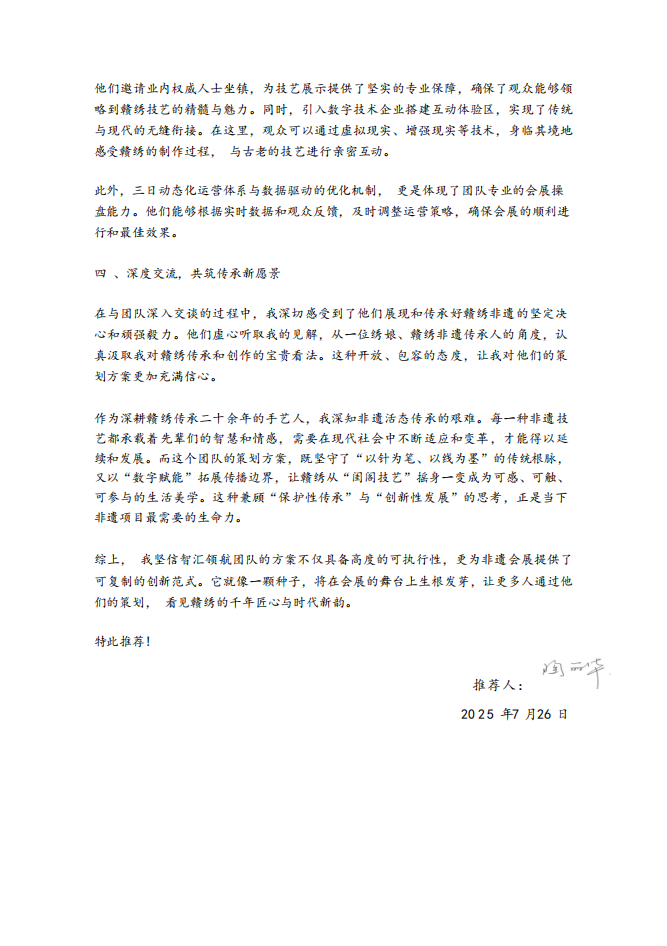 他们邀请业内权威人士坐镇，为技艺展示提供了坚实的专业保障，确保了观众能够领
略到赣绣技艺的精髓与魅力。同时，引入数字技术企业搭建互动体验区，实现了传统
与现代的无缝衔接。在这里，观众可以通过虚拟现实、增强现实等技术，身临其境地
感受赣绣的制作过程， 与古老的技艺进行亲密互动。
此外，三日动态化运营体系与数据驱动的优化机制， 更是体现了团队专业的会展操
盘能力。他们能够根据实时数据和观众反馈，及时调整运营策略，确保会展的顺利进
行和最佳效果。
四 、深度交流，共筑传承新愿景
在与团队深入交谈的过程中，我深切感受到了他们展现和传承好赣绣非遗的坚定决
心和顽强毅力。他们虚心听取我的见解，从一位绣娘、赣绣非遗传承人的角度，认
真汲取我对赣绣传承和创作的宝贵看法。这种开放、包容的态度，让我对他们的策
划方案更加充满信心。
作为深耕赣绣传承二十余年的手艺人，我深知非遗活态传承的艰难。每一种非遗技
艺都承载着先辈们的智慧和情感，需要在现代社会中不断适应和变革，才能得以延
续和发展。而这个团队的策划方案，既坚守了“以针为笔、以线为墨”的传统根脉，
又以“数字赋能”拓展传播边界，让赣绣从“闺阁技艺”摇身一变成为可感、可触、
可参与的生活美学。这种兼顾“保护性传承”与“创新性发展”的思考，正是当下
非遗项目最需要的生命力。
综上， 我坚信智汇领航团队的方案不仅具备高度的可执行性，更为非遗会展提供了
可复制的创新范式。它就像一颗种子，将在会展的舞台上生根发芽，让更多人通过他
们的策划， 看见赣绣的千年匠心与时代新韵。
特此推荐！
推荐人： 陶丽华
2025 年7 月26 日